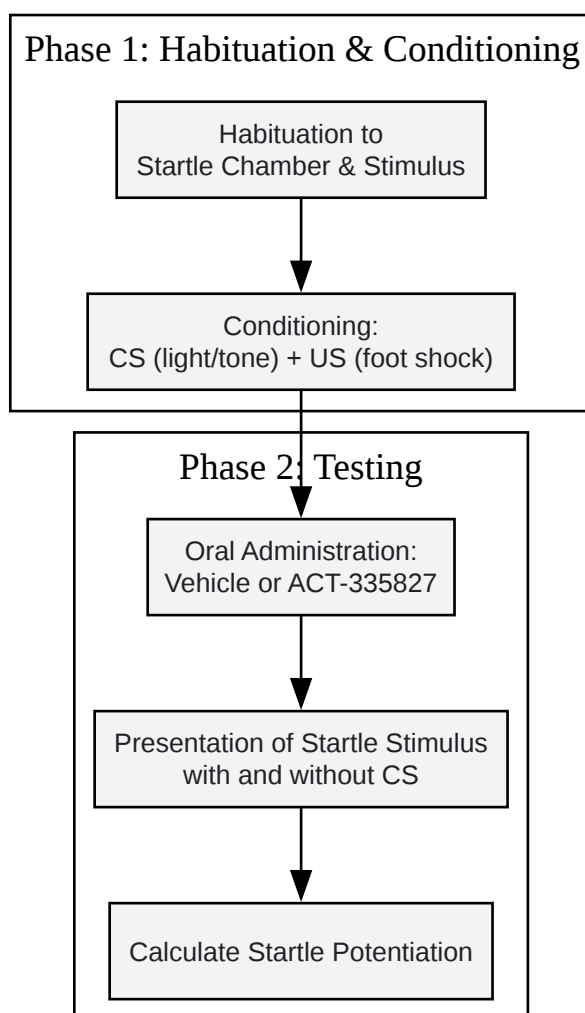 Phase 1: Habituation & Conditioning
Habituation to
Startle Chamber & Stimulus
Conditioning:
CS (light/tone) + US (foot shock)
Phase 2: Testing
Oral Administration:
Vehicle or ACT-335827
Presentation of Startle Stimulus
with and without CS
Calculate Startle Potentiation